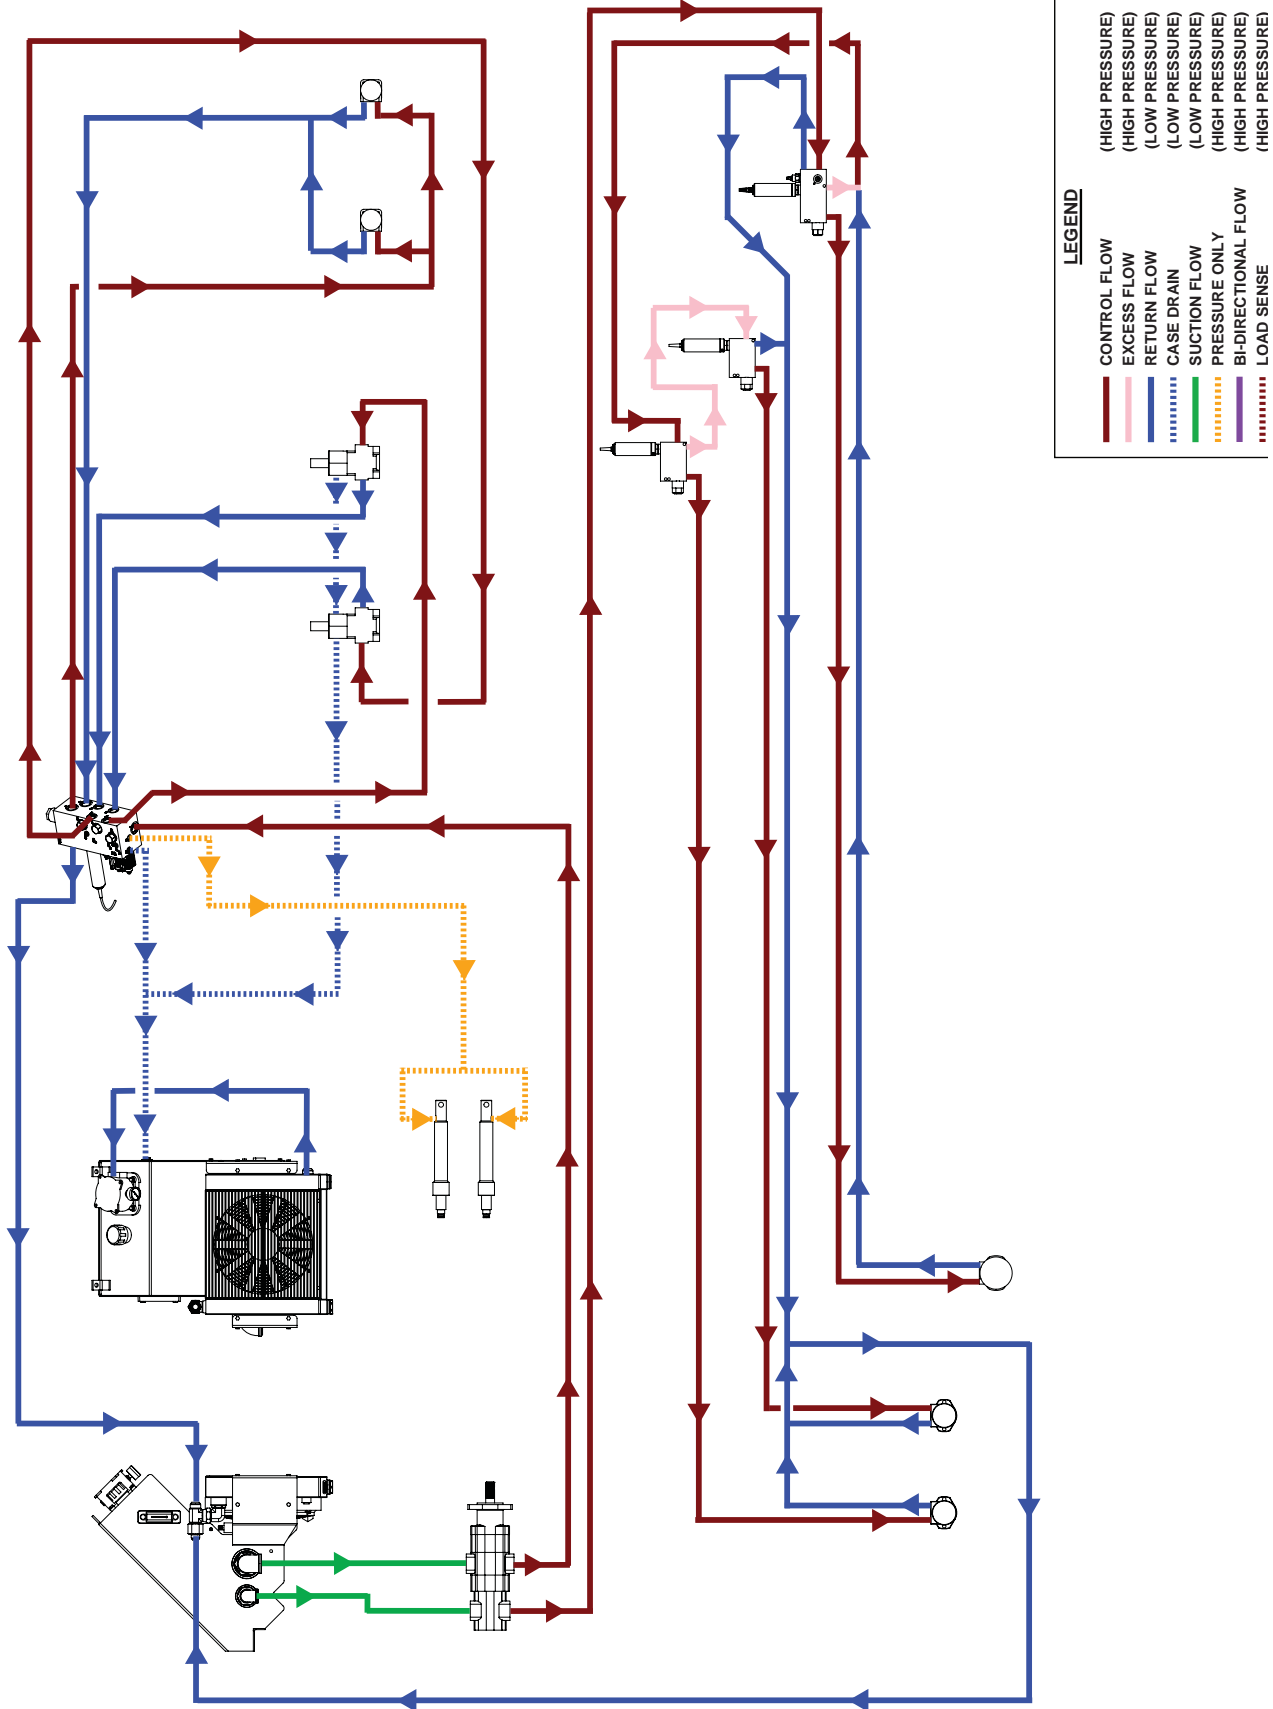 LEGEND
CONTROL FLOW (HIGH PRESSURE)
EXCESS FLOW (HIGH PRESSURE)
RETURN FLOW (LOW PRESSURE)
CASE DRAIN (LOW PRESSURE)
SUCTION FLOW (LOW PRESSURE)
PRESSURE ONLY (HIGH PRESSURE)
BI-DIRECTIONAL FLOW (HIGH PRESSURE)
LOAD SENSE (HIGH PRESSURE)